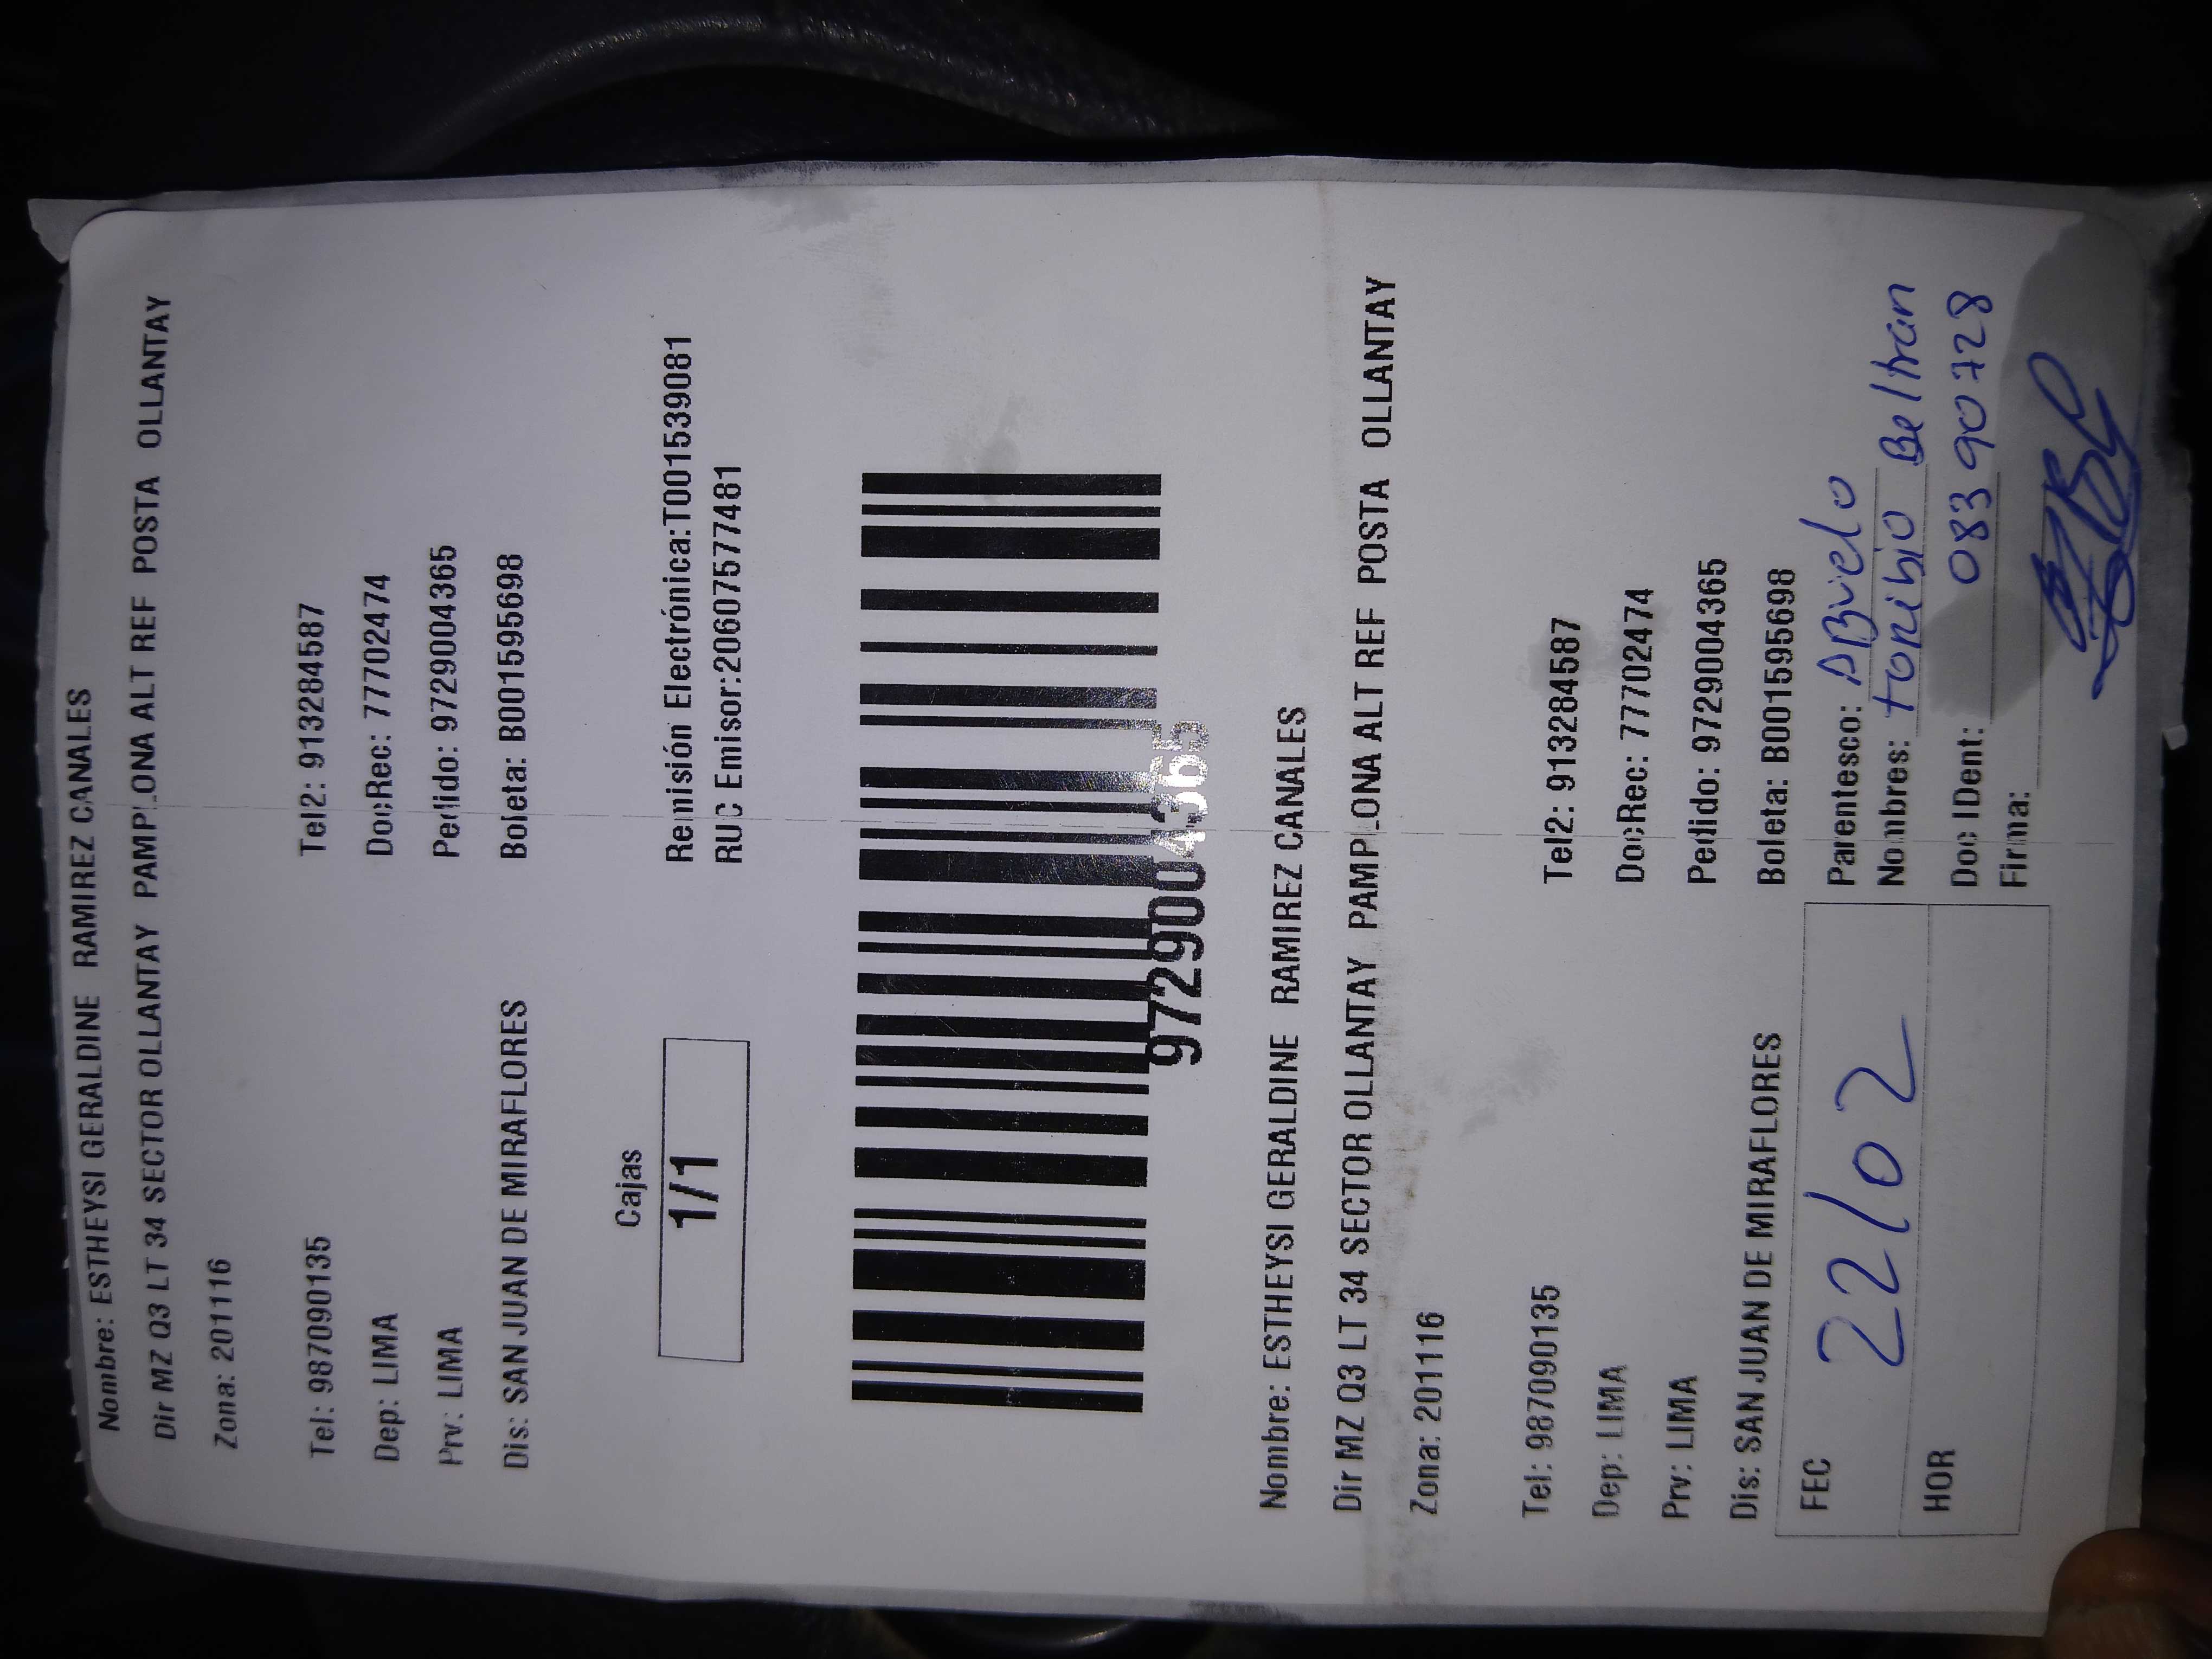 Nombre: ESTHEYSI GERALDINE RAMIREZ CANALES
Dir MZ Q3 LT 34 SECTOR OLLANTAY PAMPLONA ALT REF POSTA OLLANTAY
Zona: 201116
Tel: 987090135 Tel2: 913284587
Dep: LIMA DocRec: 77702474
Prv: LIMA Pedido: 9729004365
Dis: SAN JUAN DE MIRAFLORES Boleta: B001595698
Cajas
1/1
Remisión Electrónica:T001539081
RUC Emisor:20607577481
9729004365
Nombre: ESTHEYSI GERALDINE RAMIREZ CANALES
Dir MZ Q3 LT 34 SECTOR OLLANTAY PAMPLONA ALT REF POSTA OLLANTAY
Zona: 201116
Tel: 987090135 Tel2: 913284587
Dep: LIMA DocRec: 77702474
Prv: LIMA Pedido: 9729004365
Dis: SAN JUAN DE MIRAFLORES Boleta: B001595698
FEC 22/02 Parentesco: ABuelo
Nombres: toribio Beltran
HOR Doc IDent: 08390728
Firma: